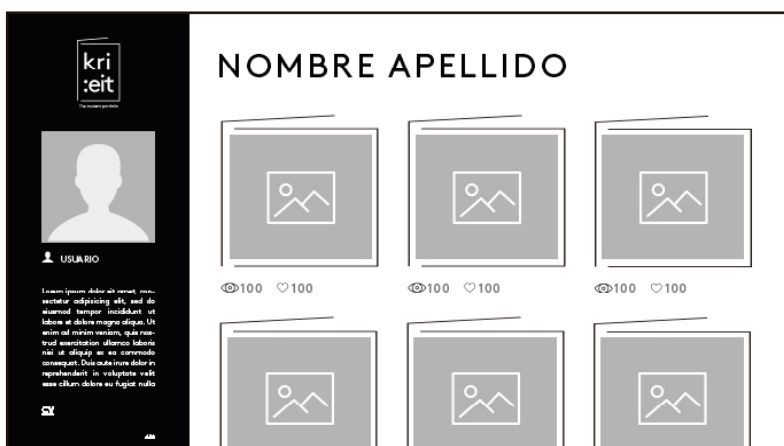 kri
:eit
The custom portfolio
NOMBRE APELLIDO
USUARIO
Lorem ipsum dolor sit amet, con-
sectetur adipisicing elit, sed do
eiusmod tempor incididunt ut
labore et dolore magna aliqua. Ut
enim ad minim veniam, quis nos-
trud exercitation ullamco laboris
nisi ut aliquip ex ea commodo
consequat. Duis aute irure dolor in
reprehenderit in voluptate velit
esse cillum dolore eu fugiat nulla
CV
100 100
100 100
100 100